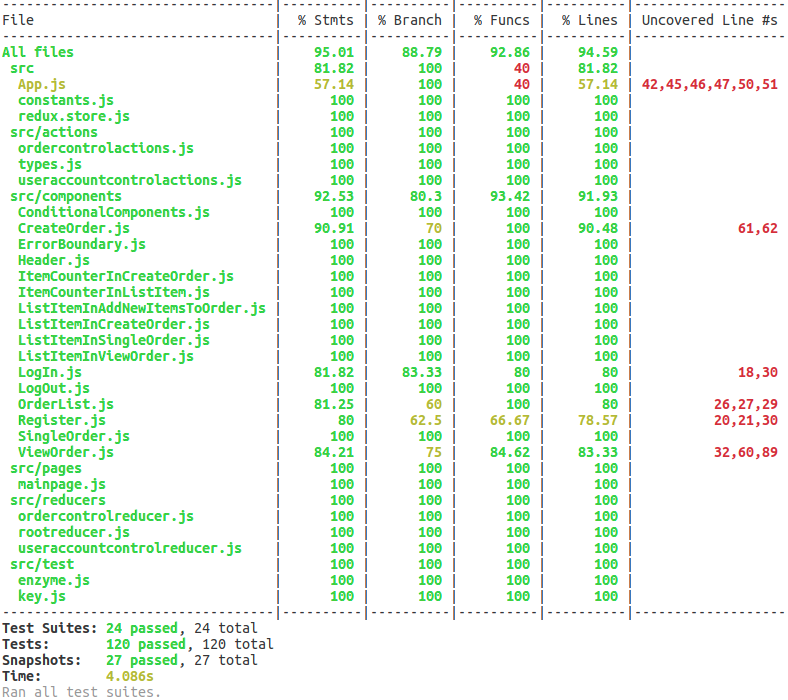 ----------------------------------|----------|----------|----------|----------|-------------------|
File                              |  % Stmts | % Branch |  % Funcs |  % Lines | Uncovered Line #s
----------------------------------|----------|----------|----------|----------|-------------------|
All files                         |    95.01 |    88.79 |    92.86 |    94.59 |
 src                              |    81.82 |      100 |       40 |    81.82 |
  App.js                          |    57.14 |      100 |       40 |    57.14 | 42,45,46,47,50,51
  constants.js                    |      100 |      100 |      100 |      100 |
  redux.store.js                  |      100 |      100 |      100 |      100 |
 src/actions                      |      100 |      100 |      100 |      100 |
  ordercontrolactions.js          |      100 |      100 |      100 |      100 |
  types.js                        |      100 |      100 |      100 |      100 |
  useraccountcontrolactions.js    |      100 |      100 |      100 |      100 |
 src/components                   |    92.53 |     80.3 |    93.42 |    91.93 |
  ConditionalComponents.js        |      100 |      100 |      100 |      100 |
  CreateOrder.js                  |    90.91 |       70 |      100 |    90.48 |             61,62
  ErrorBoundary.js                |      100 |      100 |      100 |      100 |
  Header.js                       |      100 |      100 |      100 |      100 |
  ItemCounterInCreateOrder.js     |      100 |      100 |      100 |      100 |
  ItemCounterInListItem.js        |      100 |      100 |      100 |      100 |
  ListItemInAddNewItemsToOrder.js |      100 |      100 |      100 |      100 |
  ListItemInCreateOrder.js        |      100 |      100 |      100 |      100 |
  ListItemInSingleOrder.js        |      100 |      100 |      100 |      100 |
  ListItemInViewOrder.js          |      100 |      100 |      100 |      100 |
  LogIn.js                        |    81.82 |    83.33 |       80 |       80 |             18,30
  LogOut.js                       |      100 |      100 |      100 |      100 |
  OrderList.js                    |    81.25 |       60 |      100 |       80 |          26,27,29
  Register.js                     |       80 |     62.5 |    66.67 |    78.57 |          20,21,30
  SingleOrder.js                  |      100 |      100 |      100 |      100 |
  ViewOrder.js                    |    84.21 |       75 |    84.62 |    83.33 |          32,60,89
 src/pages                        |      100 |      100 |      100 |      100 |
  mainpage.js                     |      100 |      100 |      100 |      100 |
 src/reducers                     |      100 |      100 |      100 |      100 |
  ordercontrolreducer.js          |      100 |      100 |      100 |      100 |
  rootreducer.js                  |      100 |      100 |      100 |      100 |
  useraccountcontrolreducer.js    |      100 |      100 |      100 |      100 |
 src/test                         |      100 |      100 |      100 |      100 |
  enzyme.js                       |      100 |      100 |      100 |      100 |
  key.js                          |      100 |      100 |      100 |      100 |
----------------------------------|----------|----------|----------|----------|-------------------|
Test Suites: 24 passed, 24 total
Tests:       120 passed, 120 total
Snapshots:   27 passed, 27 total
Time:        4.086s
Ran all test suites.